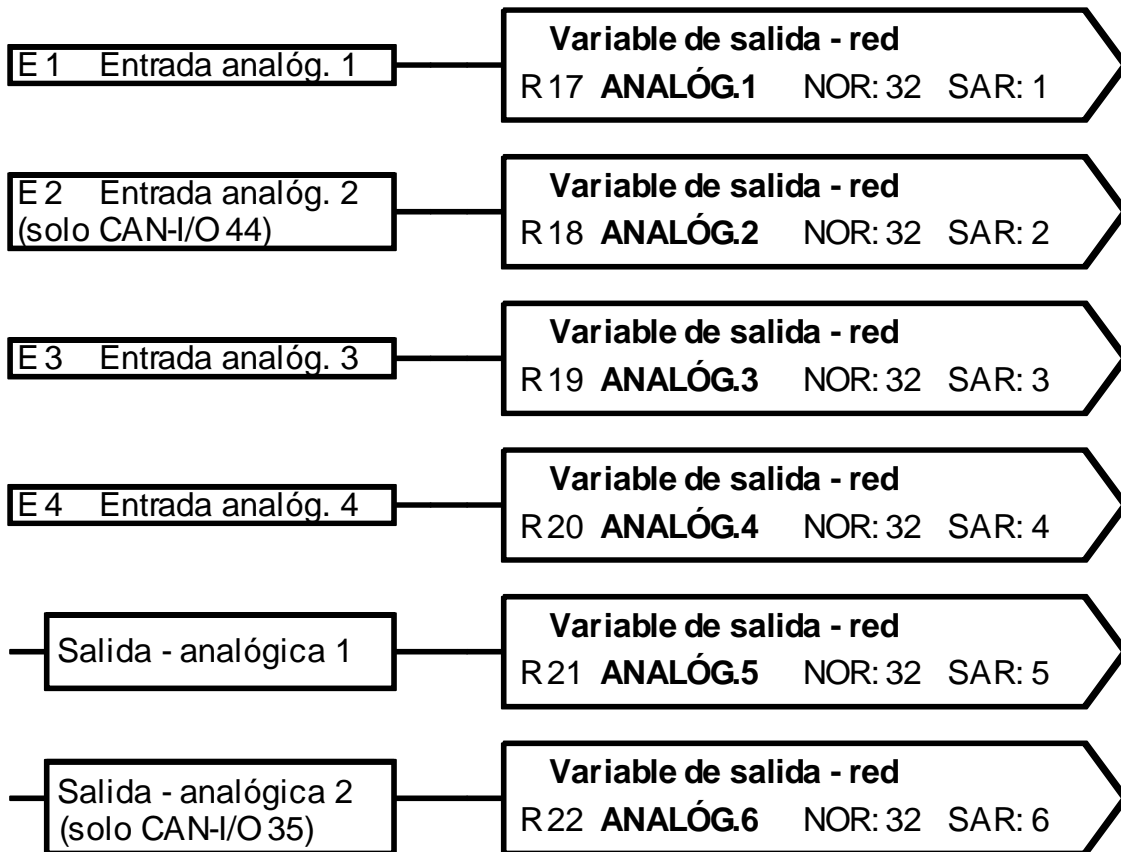 Variable de salida - red
E 1 Entrada analóg. 1
R 17 ANALÓG.1 NOR: 32 SAR: 1
Variable de salida - red
E 2 Entrada analóg. 2
(solo CAN-I/O 44)
R 18 ANALÓG.2 NOR: 32 SAR: 2
Variable de salida - red
E 3 Entrada analóg. 3
R 19 ANALÓG.3 NOR: 32 SAR: 3
Variable de salida - red
E 4 Entrada analóg. 4
R 20 ANALÓG.4 NOR: 32 SAR: 4
Variable de salida - red
Salida - analógica 1
R 21 ANALÓG.5 NOR: 32 SAR: 5
Variable de salida - red
Salida - analógica 2
(solo CAN-I/O 35)
R 22 ANALÓG.6 NOR: 32 SAR: 6